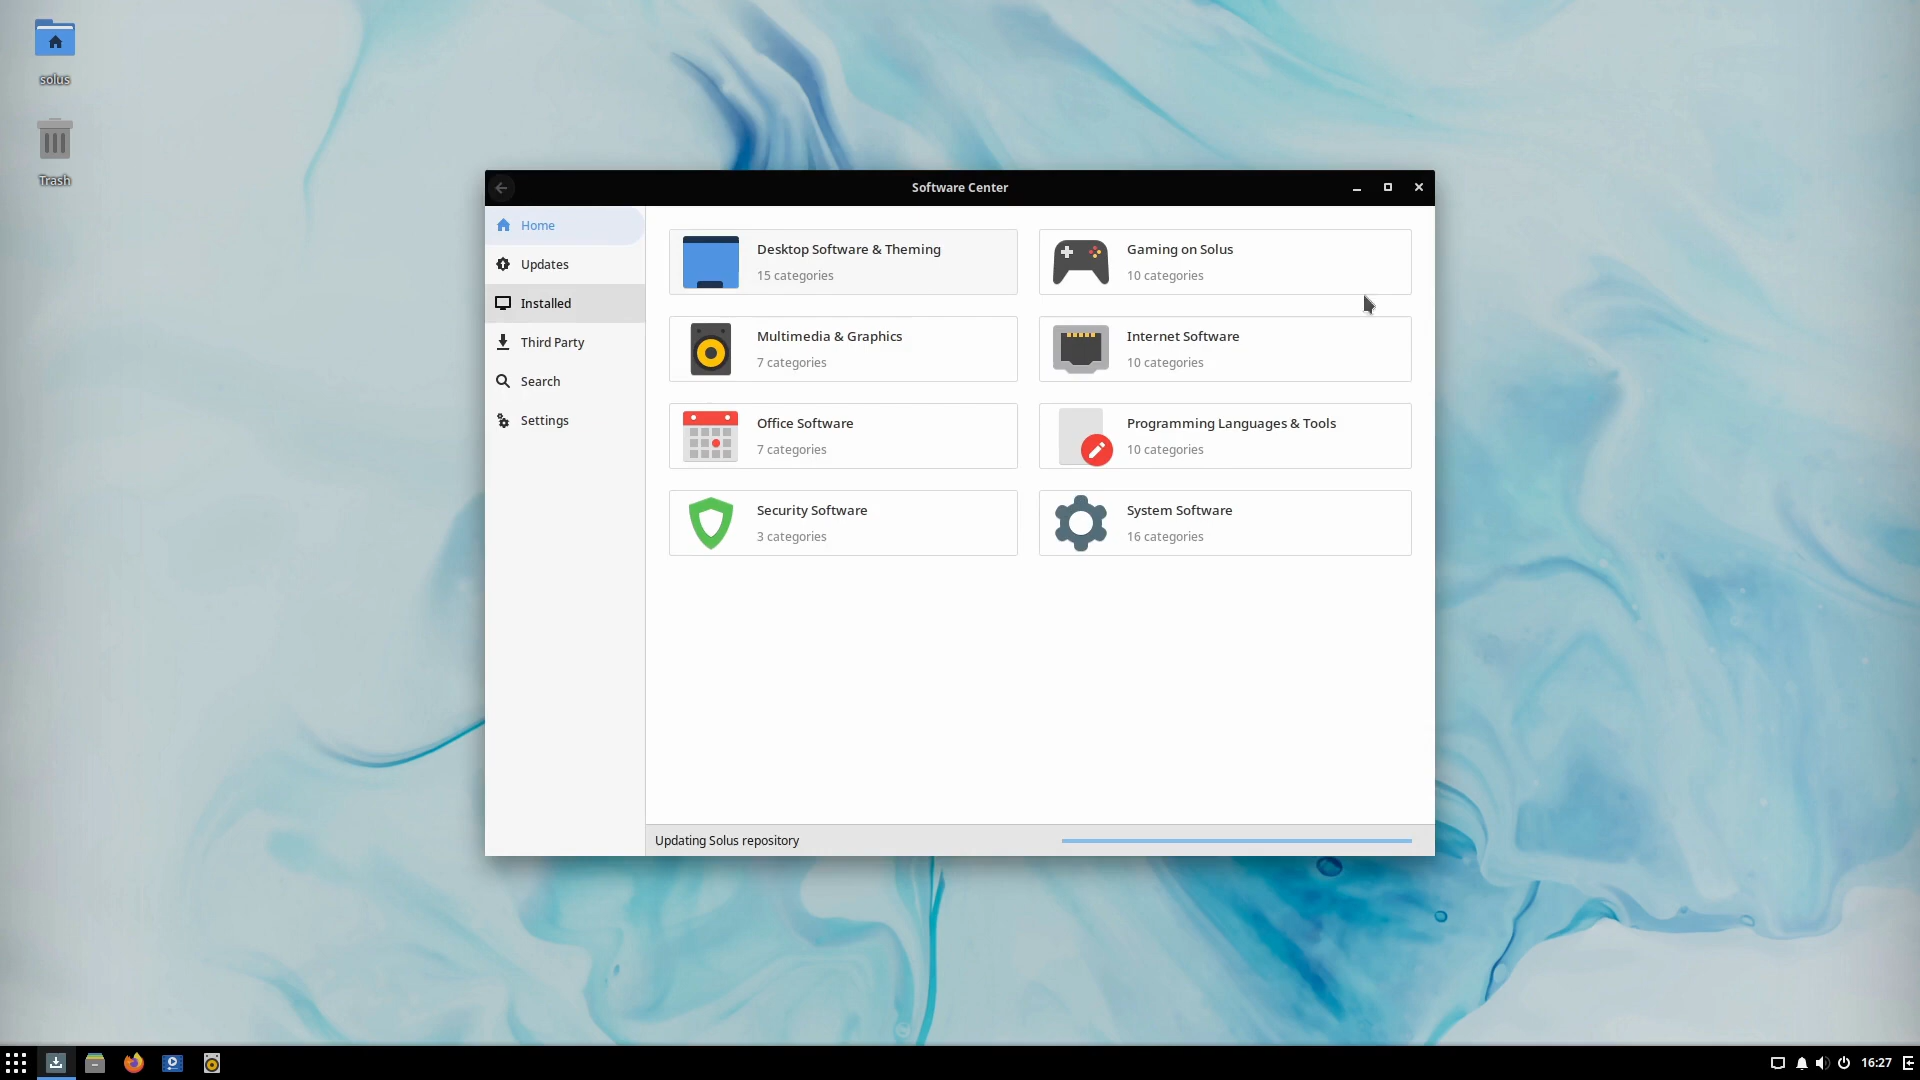 solus
Trash
Software Center
Home
Updates
Installed
Third Party
Search
Settings
Desktop Software & Theming
15 categories
Gaming on Solus
10 categories
Multimedia & Graphics
7 categories
Internet Software
10 categories
Office Software
7 categories
Programming Languages & Tools
10 categories
Security Software
3 categories
System Software
16 categories
Updating Solus repository
16:27